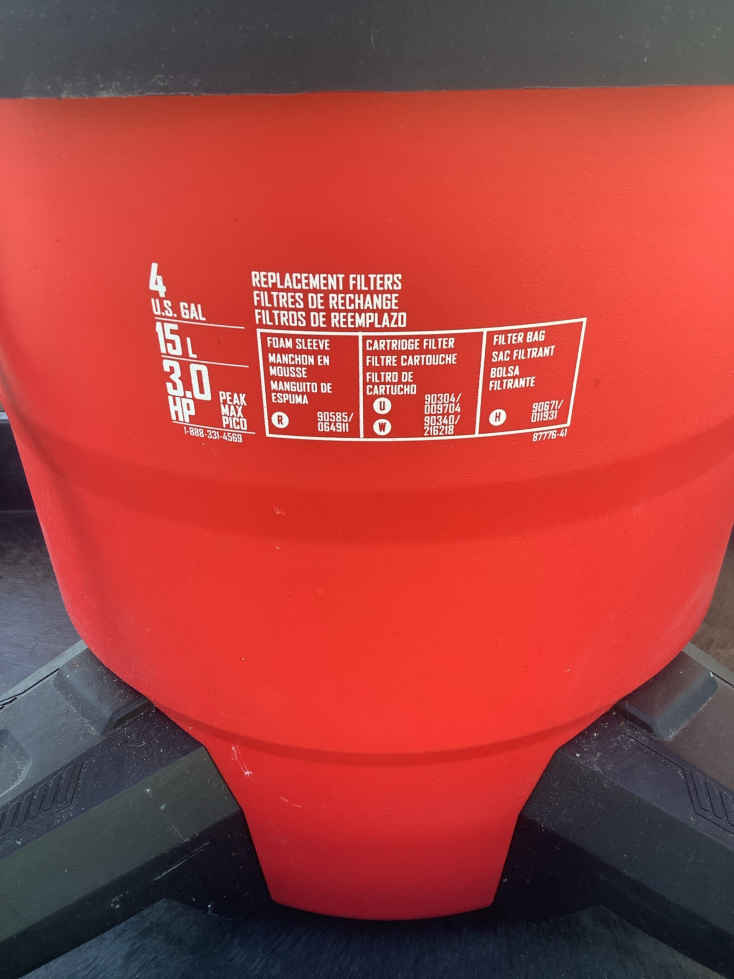 4
U.S. GAL
15 L
3.0
HP PEAK
MAX
PICO
1-888-331-4569
REPLACEMENT FILTERS
FILTRES DE RECHANGE
FILTROS DE REEMPLAZO
FOAM SLEEVE
MANCHON EN
MOUSSE
MANGUITO DE
ESPUMA
R 90585/
064911
CARTRIDGE FILTER
FILTRE CARTOUCHE
FILTRO DE
CARTUCHO
U 90304/
009704
W 90340/
216218
FILTER BAG
SAC FILTRANT
BOLSA
FILTRANTE
H 90671/
011931
87776-41